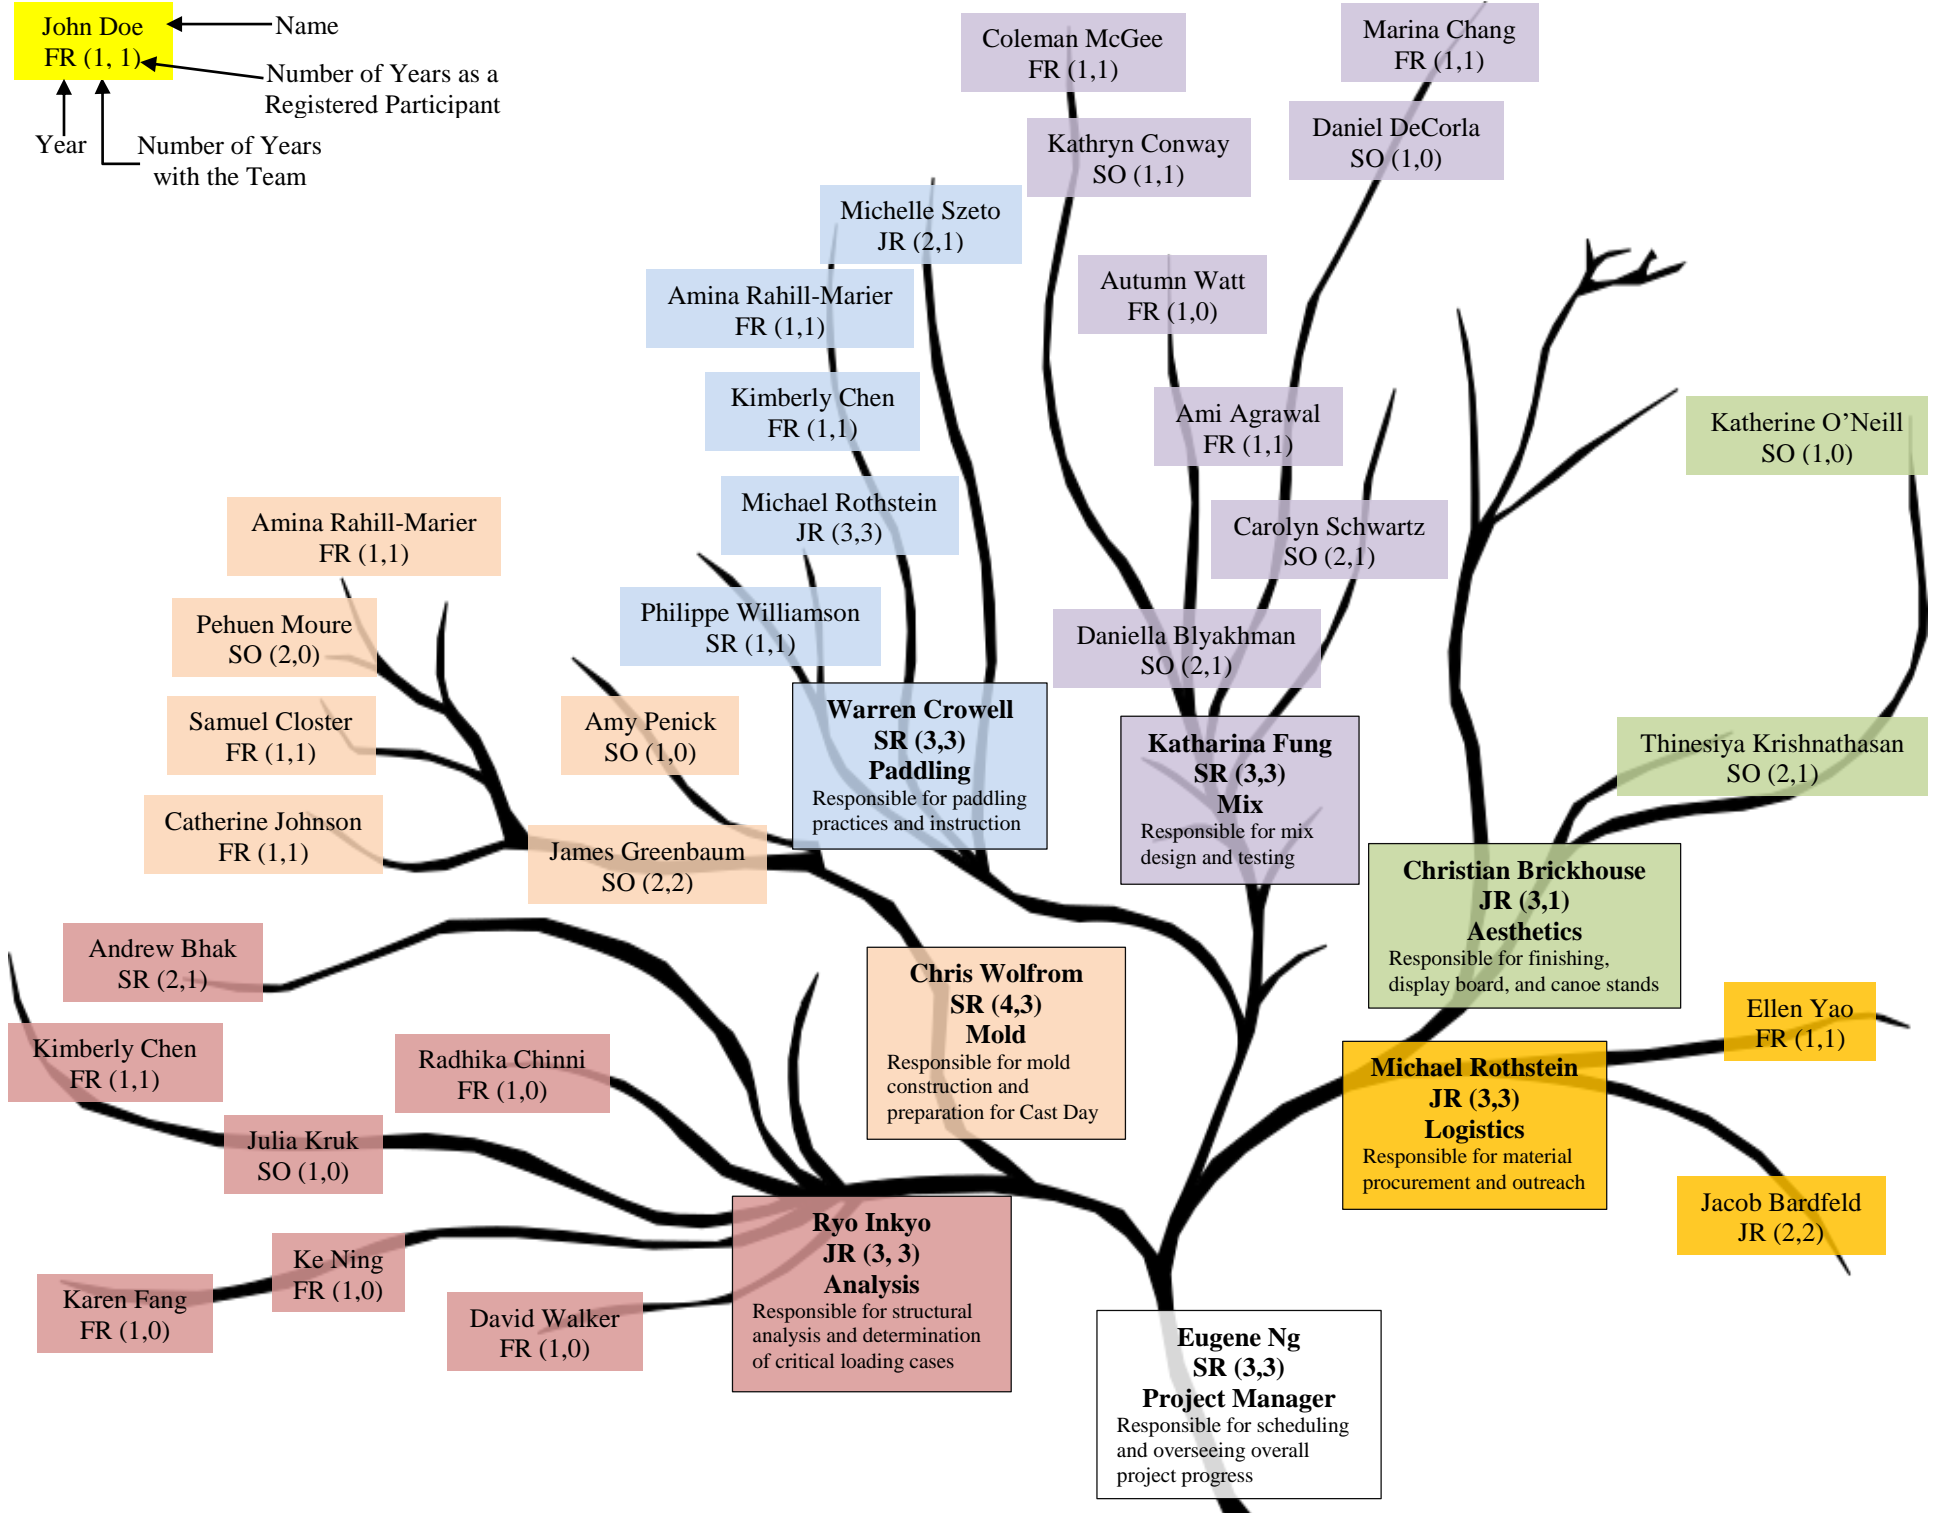 John Doe
FR (1, 1)
Name
Number of Years as a
Registered Participant
Year
Number of Years
with the Team
Coleman McGee
FR (1,1)
Marina Chang
FR (1,1)
Kathryn Conway
SO (1,1)
Daniel DeCorla
SO (1,0)
Michelle Szeto
JR (2,1)
Amina Rahill-Marier
FR (1,1)
Autumn Watt
FR (1,0)
Kimberly Chen
FR (1,1)
Ami Agrawal
FR (1,1)
Katherine O’Neill
SO (1,0)
Michael Rothstein
JR (3,3)
Carolyn Schwartz
SO (2,1)
Amina Rahill-Marier
FR (1,1)
Pehuen Moure
SO (2,0)
Philippe Williamson
SR (1,1)
Daniella Blyakhman
SO (2,1)
Samuel Closter
FR (1,1)
Amy Penick
SO (1,0)
Warren Crowell
SR (3,3)
Paddling
Responsible for paddling
practices and instruction
Katharina Fung
SR (3,3)
Mix
Responsible for mix
design and testing
Thinesiya Krishnathasan
SO (2,1)
Catherine Johnson
FR (1,1)
James Greenbaum
SO (2,2)
Christian Brickhouse
JR (3,1)
Aesthetics
Responsible for finishing,
display board, and canoe stands
Andrew Bhak
SR (2,1)
Chris Wolfrom
SR (4,3)
Mold
Responsible for mold
construction and
preparation for Cast Day
Ellen Yao
FR (1,1)
Kimberly Chen
FR (1,1)
Radhika Chinni
FR (1,0)
Michael Rothstein
JR (3,3)
Logistics
Responsible for material
procurement and outreach
Julia Kruk
SO (1,0)
Jacob Bardfeld
JR (2,2)
Ryo Inkyo
JR (3, 3)
Analysis
Responsible for structural
analysis and determination
of critical loading cases
Ke Ning
FR (1,0)
Karen Fang
FR (1,0)
David Walker
FR (1,0)
Eugene Ng
SR (3,3)
Project Manager
Responsible for scheduling
and overseeing overall
project progress